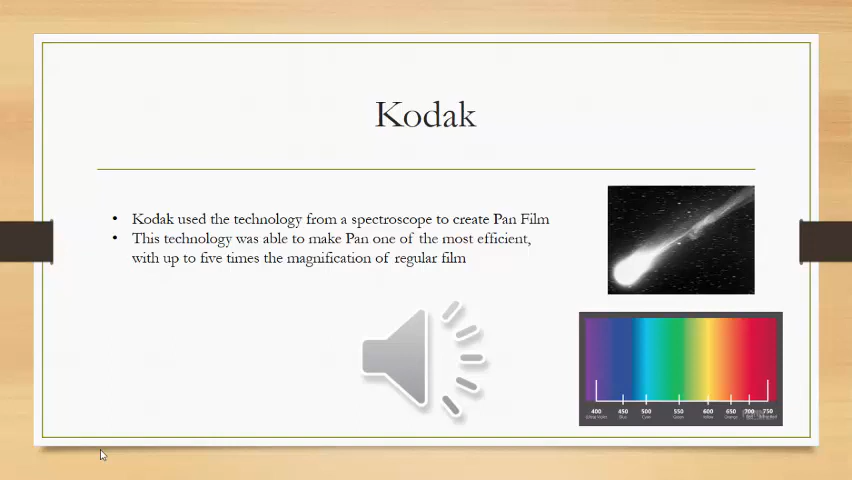 Kodak
• Kodak used the technology from a spectroscope to create Pan Film
• This technology was able to make Pan one of the most efficient,
with up to five times the magnification of regular film
400 450 500 550 600 650 700 750